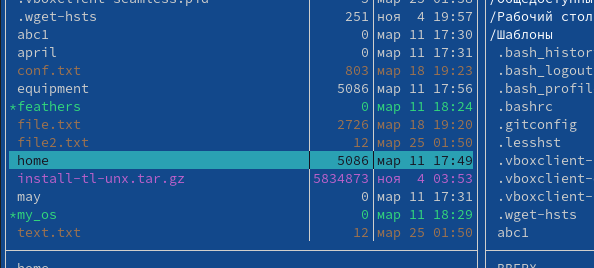 .vboxclient-seamless.pid 5 мар 25 01:38 /Общедоступны
.wget-hsts 251 ноя 4 19:57 /Рабочий стол
abc1 0 мар 11 17:30 /Шаблоны
april 0 мар 11 17:31 .bash_histor
conf.txt 803 мар 18 19:23 .bash_logout
equipment 5086 мар 11 17:56 .bash_profil
*feathers 0 мар 11 18:24 .bashrc
file.txt 2726 мар 18 19:20 .gitconfig
file2.txt 12 мар 25 01:50 .lesshst
home 5086 мар 11 17:49 .vboxclient-
install-tl-unx.tar.gz 5834873 ноя 4 03:53 .vboxclient-
may 0 мар 11 17:31 .vboxclient-
*my_os 0 мар 11 18:29 .wget-hsts
text.txt 12 мар 25 01:50 abc1
home ВВЕРХ